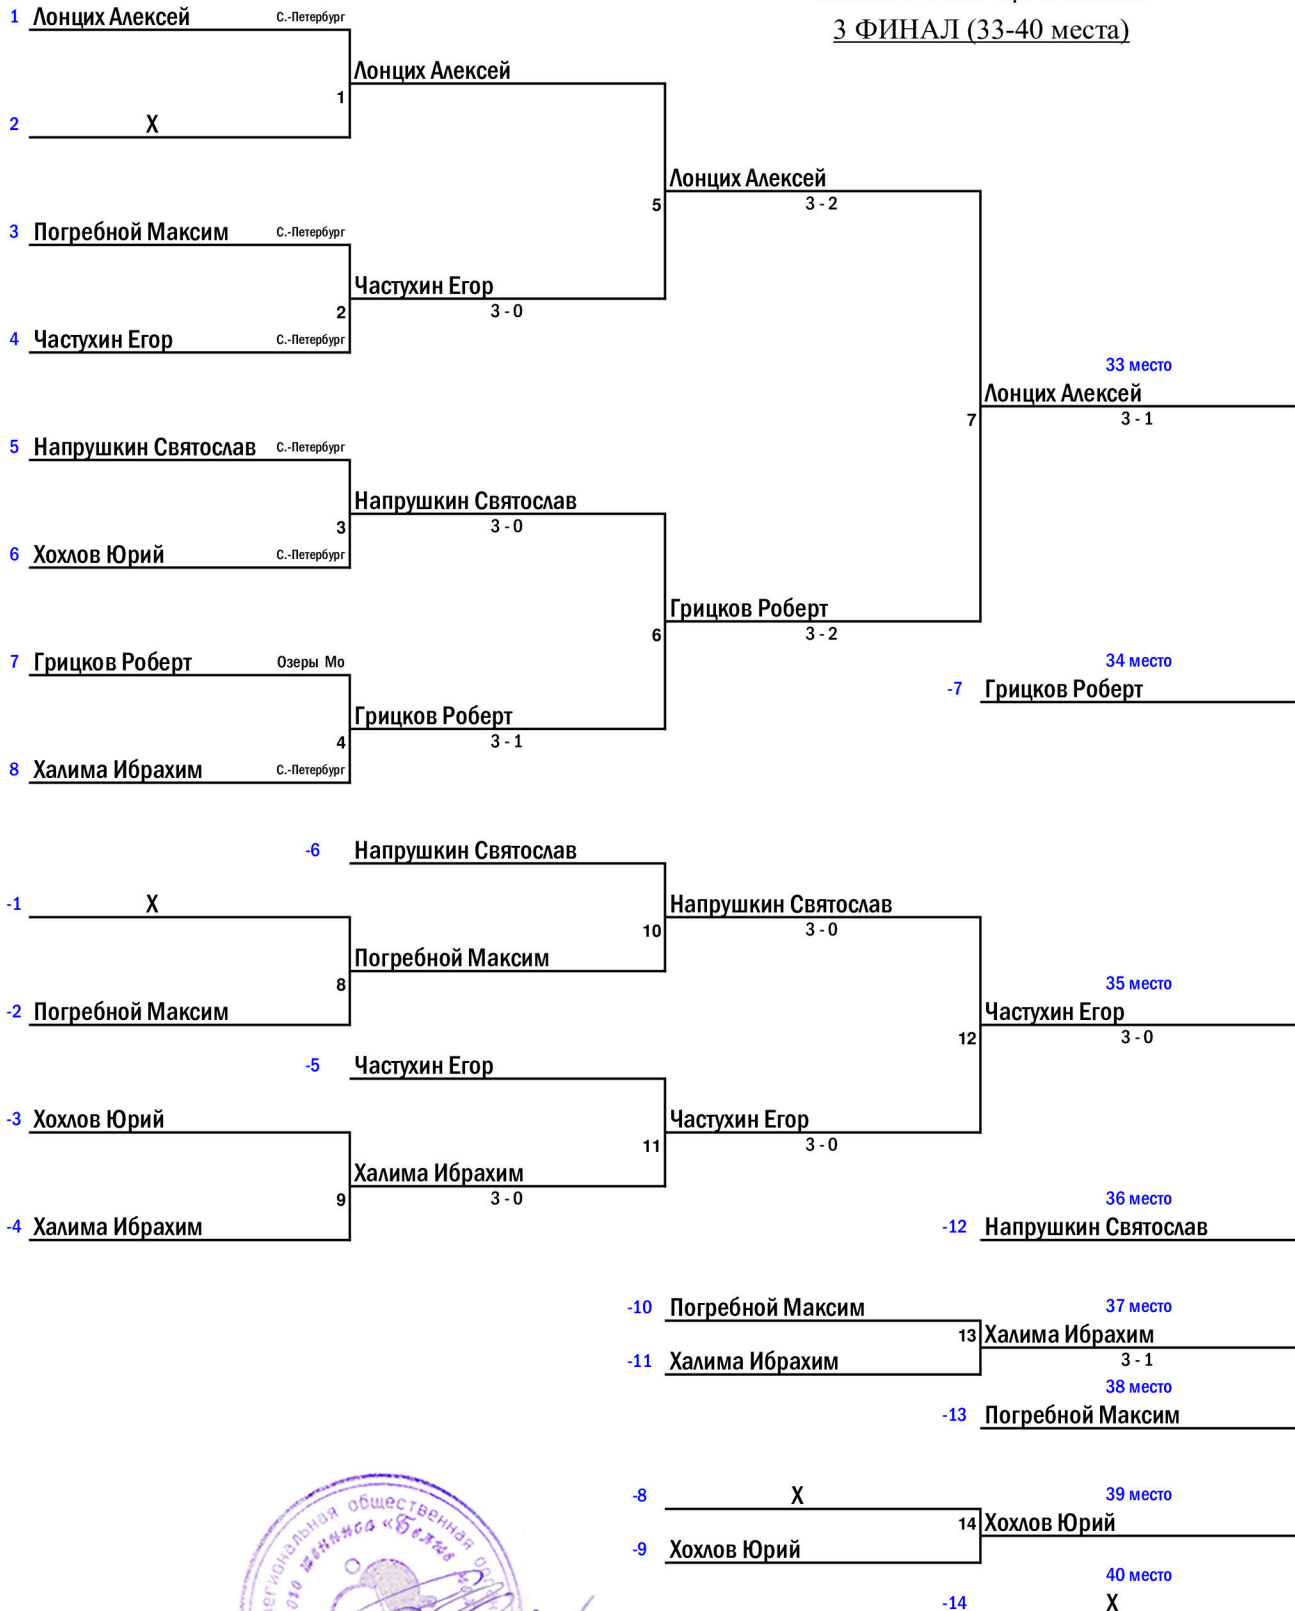 3 ФИНАЛ (33-40 места)
1 Лонцих Алексей С.-Петербург
Лонцих Алексей
1
2 X
Лонцих Алексей
5 3 - 2
3 Погребной Максим С.-Петербург
Частухин Егор
2 3 - 0
4 Частухин Егор С.-Петербург
33 место
Лонцих Алексей
7 3 - 1
5 Напрушкин Святослав С.-Петербург
Напрушкин Святослав
3 3 - 0
6 Хохлов Юрий С.-Петербург
Грицков Роберт
6 3 - 2
7 Грицков Роберт Озеры Мо
34 место
-7 Грицков Роберт
Грицков Роберт
4 3 - 1
8 Халима Ибрахим С.-Петербург
-6 Напрушкин Святослав
-1 X
Напрушкин Святослав
10 3 - 0
Погребной Максим
8
35 место
-2 Погребной Максим
Частухин Егор
12 3 - 0
-5 Частухин Егор
-3 Хохлов Юрий
Частухин Егор
11 3 - 0
Халима Ибрахим
9 3 - 0
36 место
-4 Халима Ибрахим
-12 Напрушкин Святослав
-10 Погребной Максим
37 место
13 Халима Ибрахим
-11 Халима Ибрахим
3 - 1
38 место
-13 Погребной Максим
-8 X
39 место
14 Хохлов Юрий
-9 Хохлов Юрий
40 место
-14 X
общественная